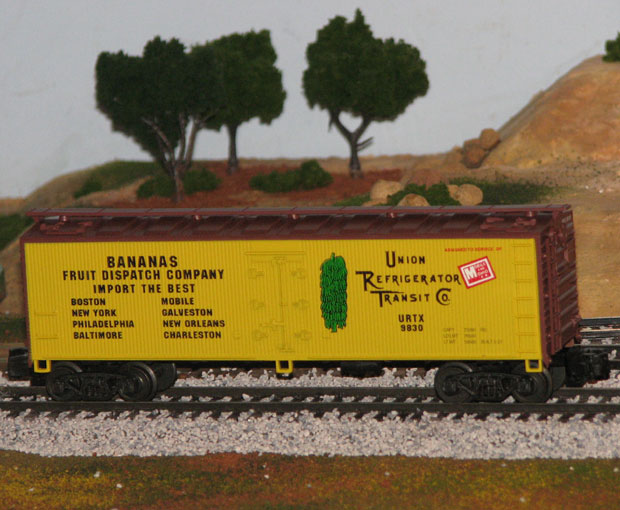 BANANAS
FRUIT DISPATCH COMPANY
IMPORT THE BEST
BOSTON MOBILE
NEW YORK GALVESTON
PHILADELPHIA NEW ORLEANS
BALTIMORE CHARLESTON
UNION
REFRIGERATOR
TRANSIT CO.
URTX
9830